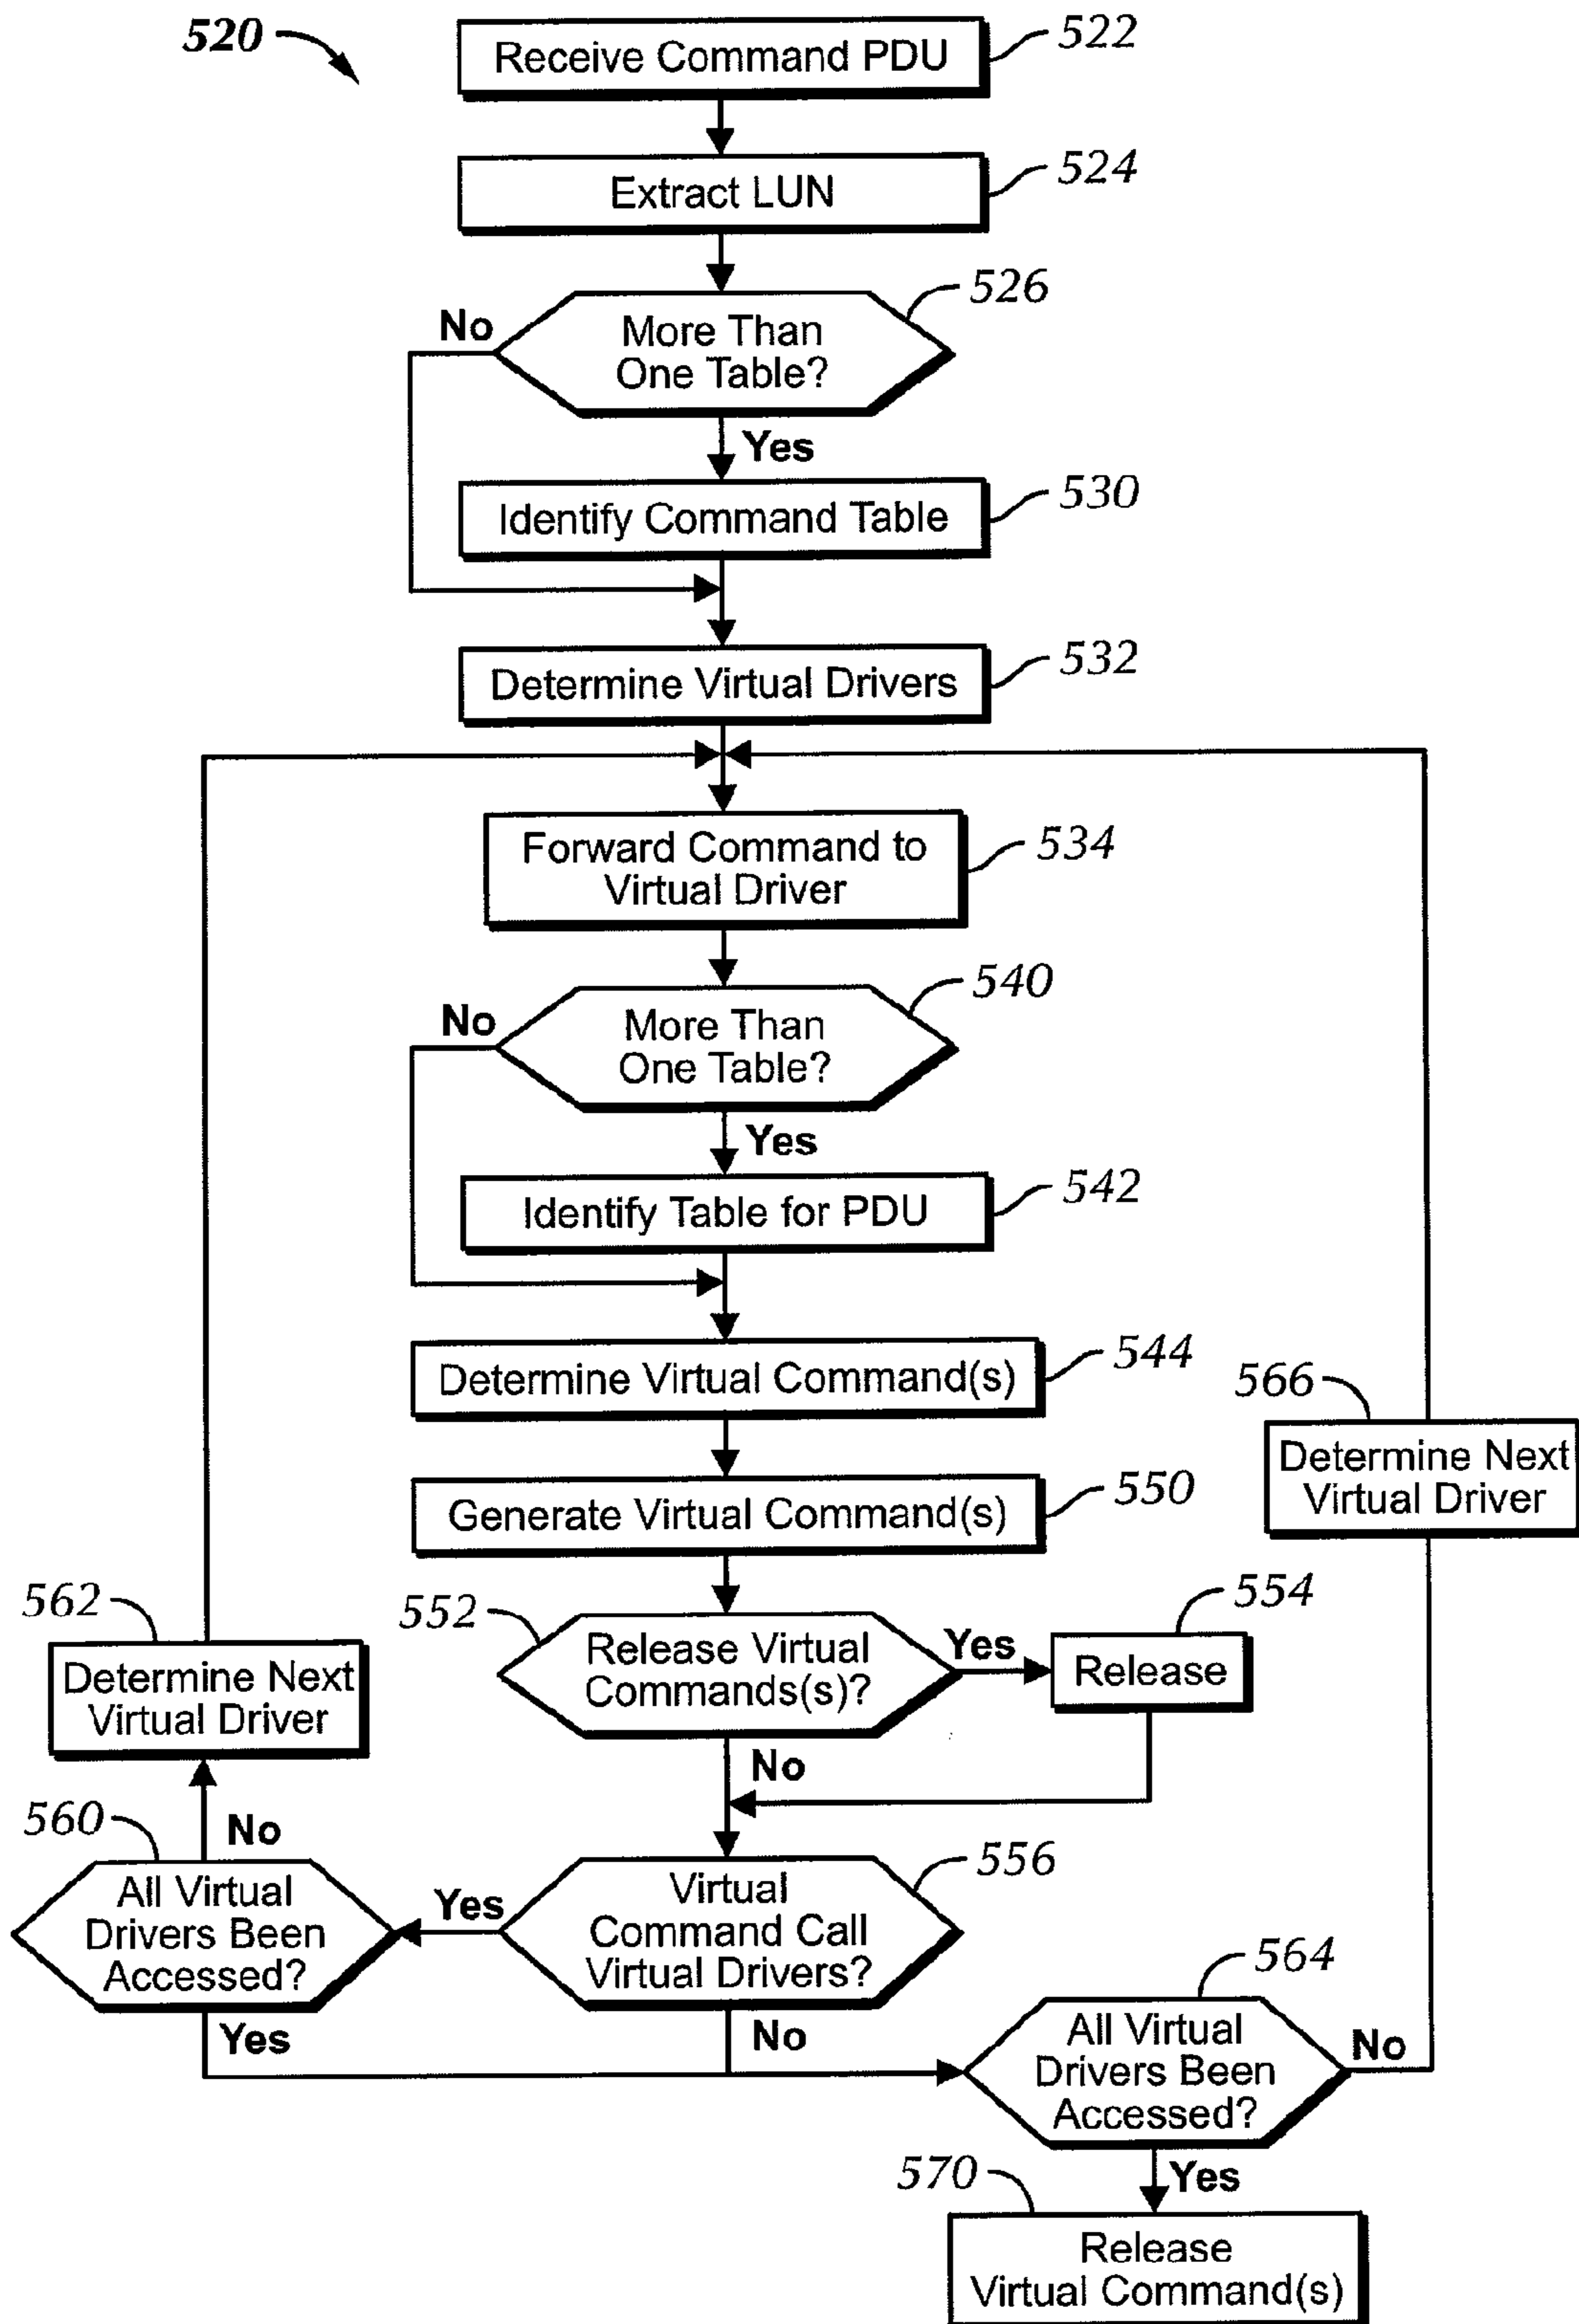 520
Receive Command PDU
522
Extract LUN
524
526
More Than
One Table?
No
Yes
Identify Command Table
530
Determine Virtual Drivers
532
Forward Command to
Virtual Driver
534
540
More Than
One Table?
No
Yes
Identify Table for PDU
542
Determine Virtual Command(s)
544
Generate Virtual Command(s)
550
566
Determine Next
Virtual Driver
552
Release Virtual
Commands(s)?
Yes
554
Release
No
562
Determine Next
Virtual Driver
560
No
All Virtual
Drivers Been
Accessed?
Yes
Yes
556
Virtual
Command Call
Virtual Drivers?
No
564
All Virtual
Drivers Been
Accessed?
No
Yes
570
Release
Virtual Command(s)